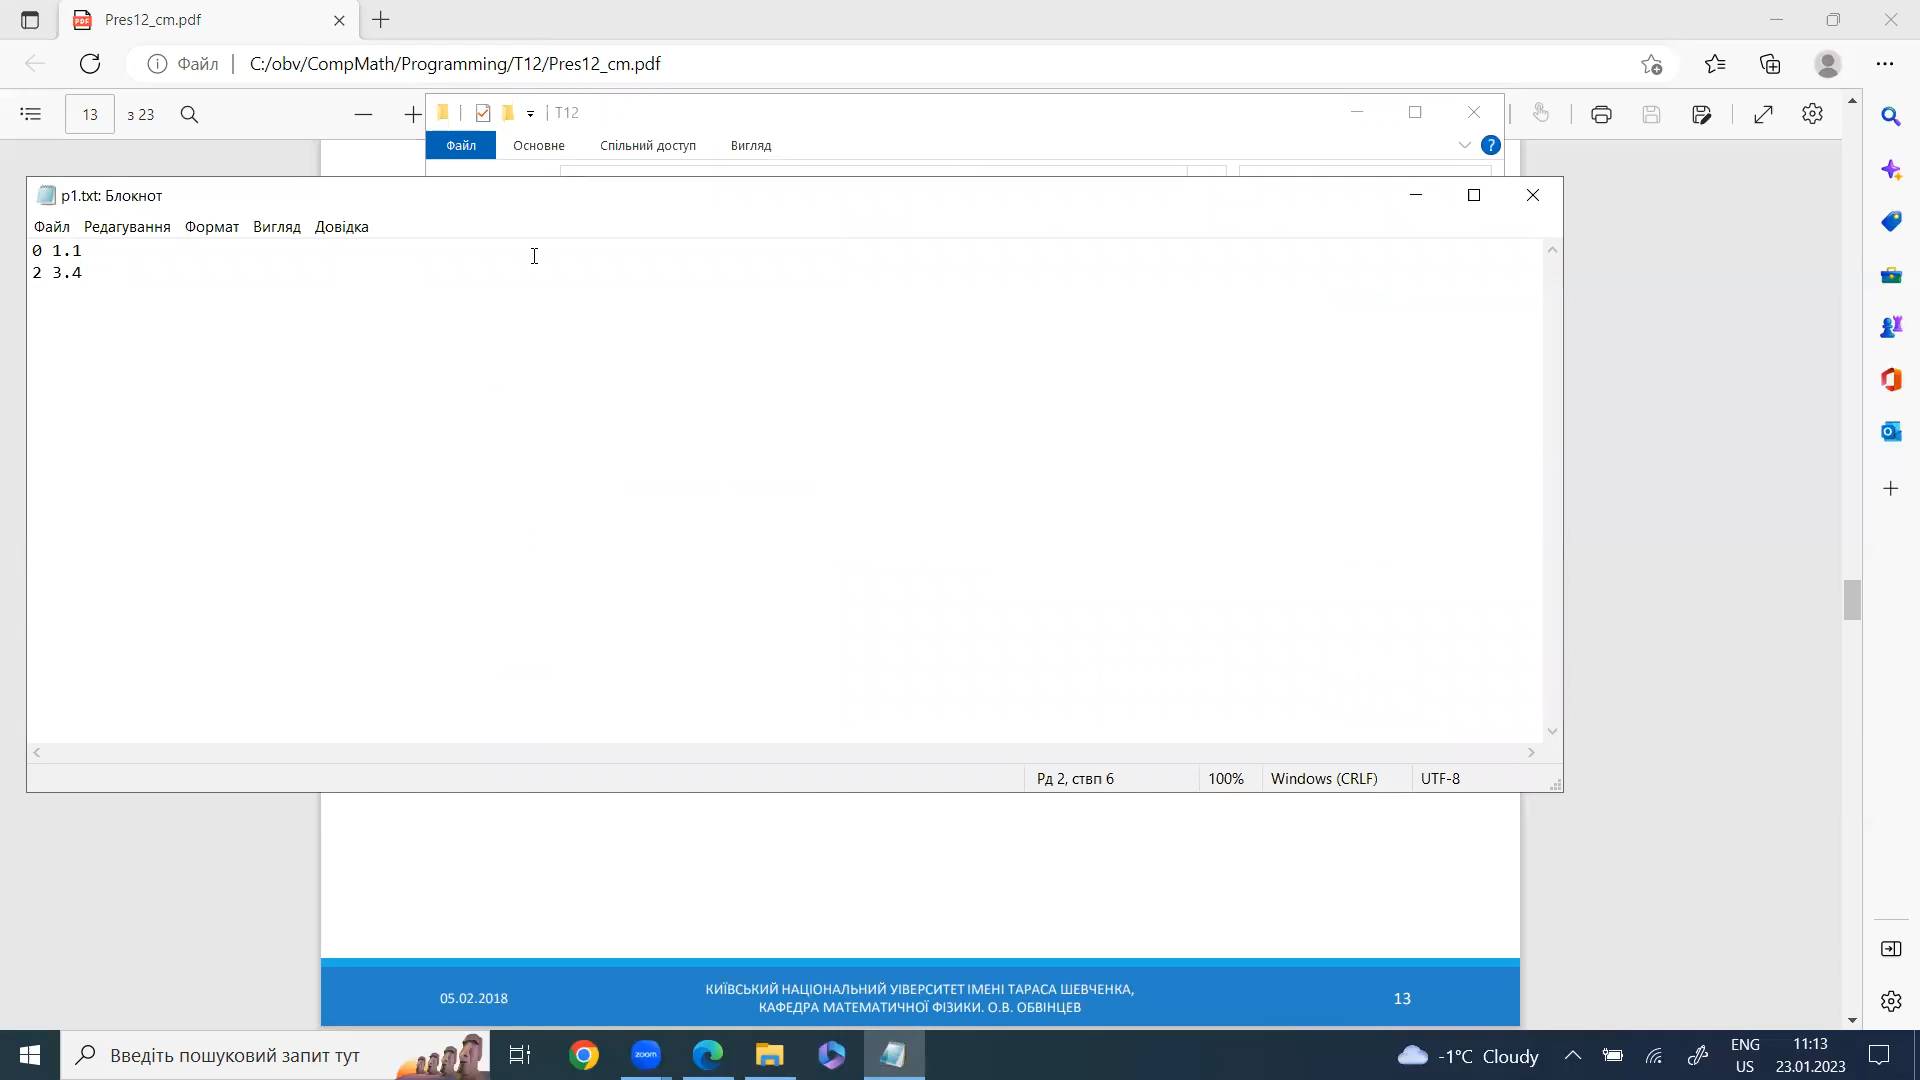 Pres12_cm.pdf
Файл
C:/obv/CompMath/Programming/T12/Pres12_cm.pdf
13
з 23
T12
Файл
Основне
Спільний доступ
Вигляд
p1.txt: Блокнот
Файл
Редагування
Формат
Вигляд
Довідка
0 1.1
2 3.4
Рд 2, ствп 6
100%
Windows (CRLF)
UTF-8
05.02.2018
КИЇВСЬКИЙ НАЦІОНАЛЬНИЙ УІВЕРСИТЕТ ІМЕНІ ТАРАСА ШЕВЧЕНКА,
КАФЕДРА МАТЕМАТИЧНОЇ ФІЗИКИ. О.В. ОБВІНЦЕВ
13
Введіть пошуковий запит тут
zoom
-1°C Cloudy
ENG
US
11:13
23.01.2023